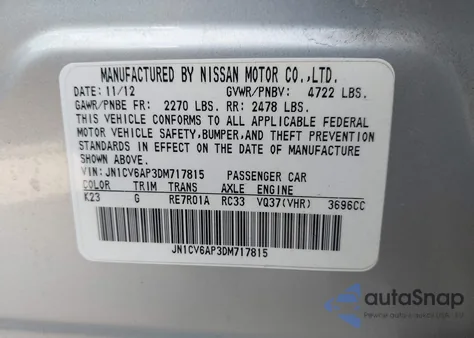 MANUFACTURED BY NISSAN MOTOR CO.,LTD.
DATE: 11/12 GVWR/PNBV: 4722 LBS.
GAWR/PNBE FR: 2270 LBS. RR: 2478 LBS.
THIS VEHICLE CONFORMS TO ALL APPLICABLE FEDERAL
MOTOR VEHICLE SAFETY,BUMPER,AND THEFT PREVENTION
STANDARDS IN EFFECT ON THE DATE OF MANUFACTURE
SHOWN ABOVE.
VIN: JN1CV6AP3DM717815 PASSENGER CAR
COLOR TRIM TRANS AXLE ENGINE
K23 G RE7R01A RC33 VQ37(VHR) 3696CC
JN1CV6AP3DM717815
autoSnap